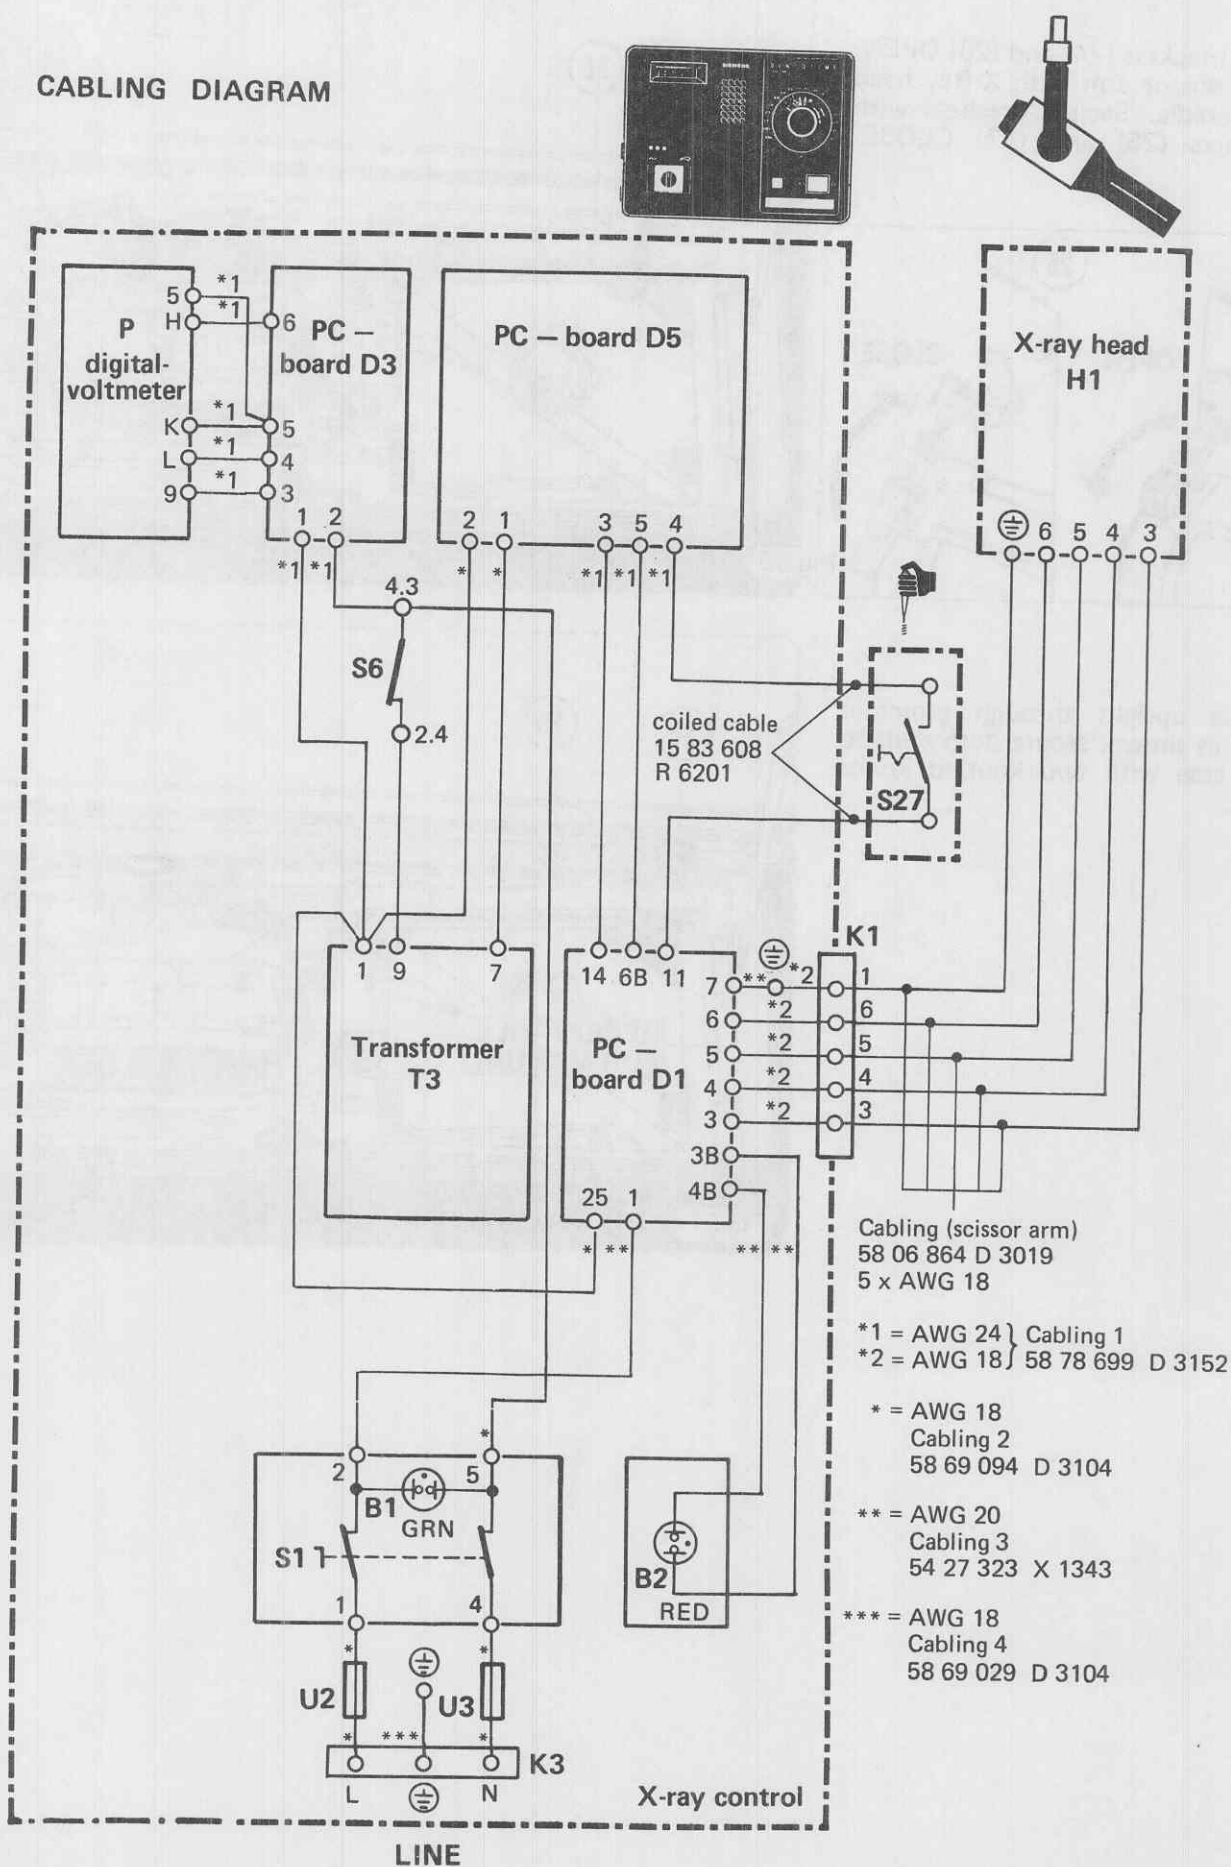 CABLING DIAGRAM
P
digital-
voltmeter
5
H
K
L
9
*1
*1
*1
*1
*1
6
5
4
3
PC –
board D3
1 2
*1 *1
PC – board D5
2 1 3 5 4
* * *1 *1 *1
X-ray head
H1
6 5 4 3
4.3
S6
2.4
coiled cable
15 83 608
R 6201
S27
1 9 7
Transformer
T3
14 6B 11
PC –
board D1
7
6
5
4
3
3B
4B
25 1
** *2
*2
*2
*2
*2
K1
1
6
5
4
3
* ** ** **
Cabling (scissor arm)
58 06 864 D 3019
5 x AWG 18
*1 = AWG 24 } Cabling 1
*2 = AWG 18 } 58 78 699 D 3152
* = AWG 18
Cabling 2
58 69 094 D 3104
** = AWG 20
Cabling 3
54 27 323 X 1343
*** = AWG 18
Cabling 4
58 69 029 D 3104
*
2 5
B1
GRN
S1
1 4
* *
U2 U3
* *** *
K3
L N
B2
RED
X-ray control
LINE